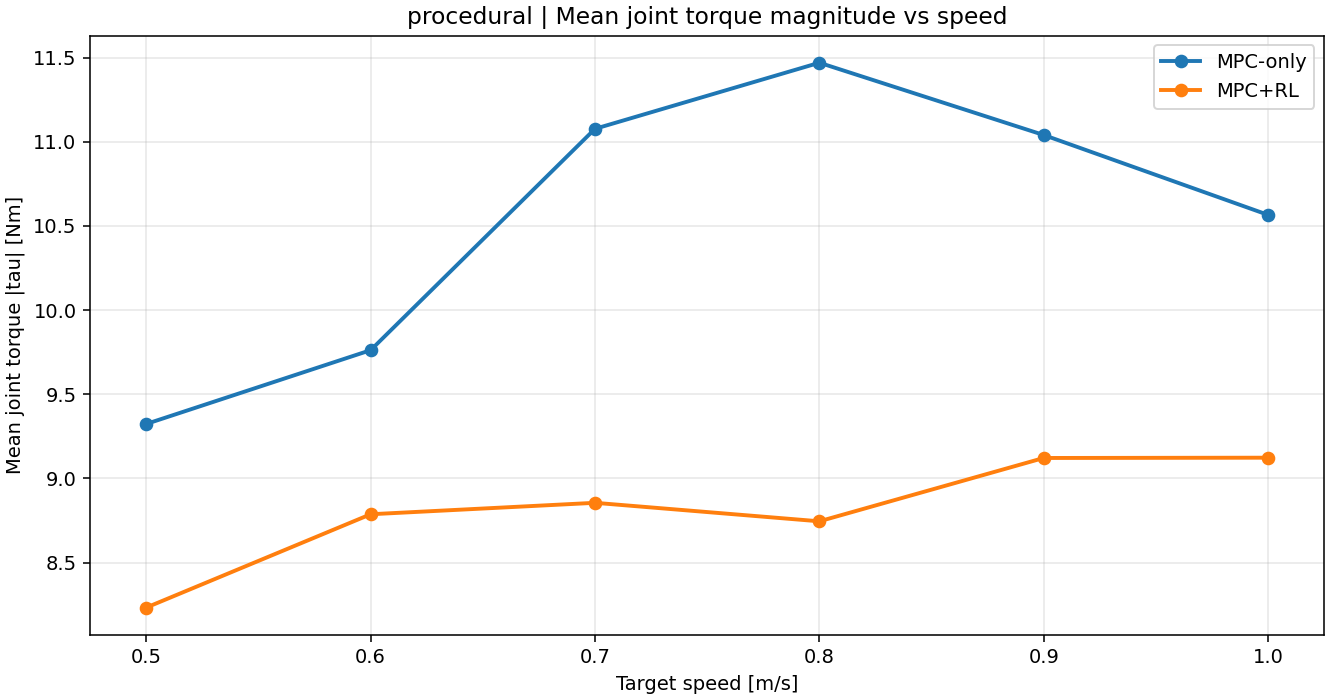 procedural | Mean joint torque magnitude vs speed
MPC-only
MPC+RL
Mean joint torque |tau| [Nm]
11.5
11.0
10.5
10.0
9.5
9.0
8.5
0.5 0.6 0.7 0.8 0.9 1.0
Target speed [m/s]